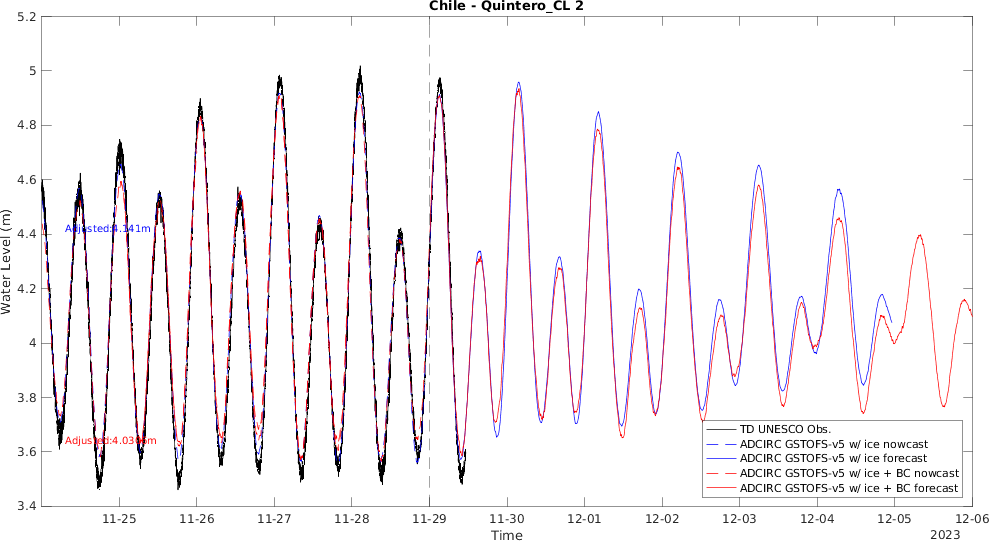 Chile - Quintero_CL 2
5.2
5
4.8
4.6
4.4
4.2
4
3.8
3.6
3.4
Water Level (m)
Adjusted:4.141m
11-25
11-26
11-27
11-28
11-29
11-30
12-01
12-02
12-03
12-04
12-05
12-06
Time
2023
TD UNESCO Obs.
ADCIRC GSTOFS-v5 w/ ice nowcast
ADCIRC GSTOFS-v5 w/ ice forecast
ADCIRC GSTOFS-v5 w/ ice + BC nowcast
ADCIRC GSTOFS-v5 w/ ice + BC forecast